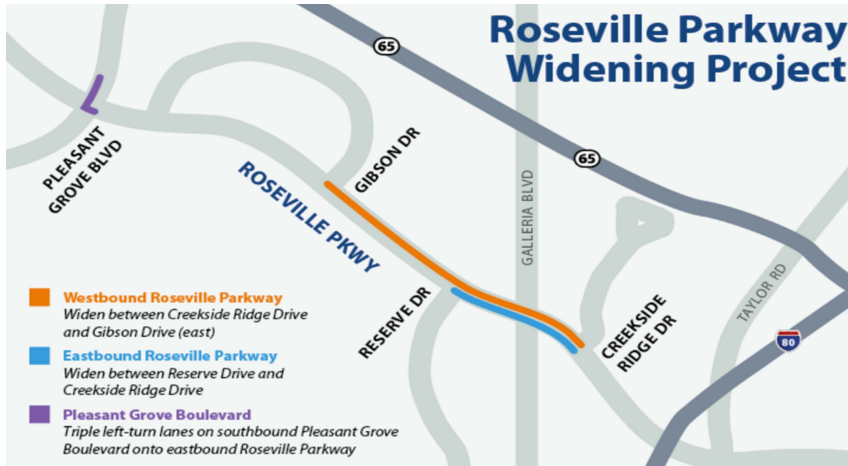 Roseville Parkway
Widening Project
65
65
PLEASANT
GROVE BLVD
GIBSON DR
ROSEVILLE PKWY
GALLERIA BLVD
RESERVE DR
CREEKSIDE
RIDGE DR
TAYLOR RD
80
Westbound Roseville Parkway
Widen between Creekside Ridge Drive
and Gibson Drive (east)
Eastbound Roseville Parkway
Widen between Reserve Drive and
Creekside Ridge Drive
Pleasant Grove Boulevard
Triple left-turn lanes on southbound Pleasant Grove
Boulevard onto eastbound Roseville Parkway